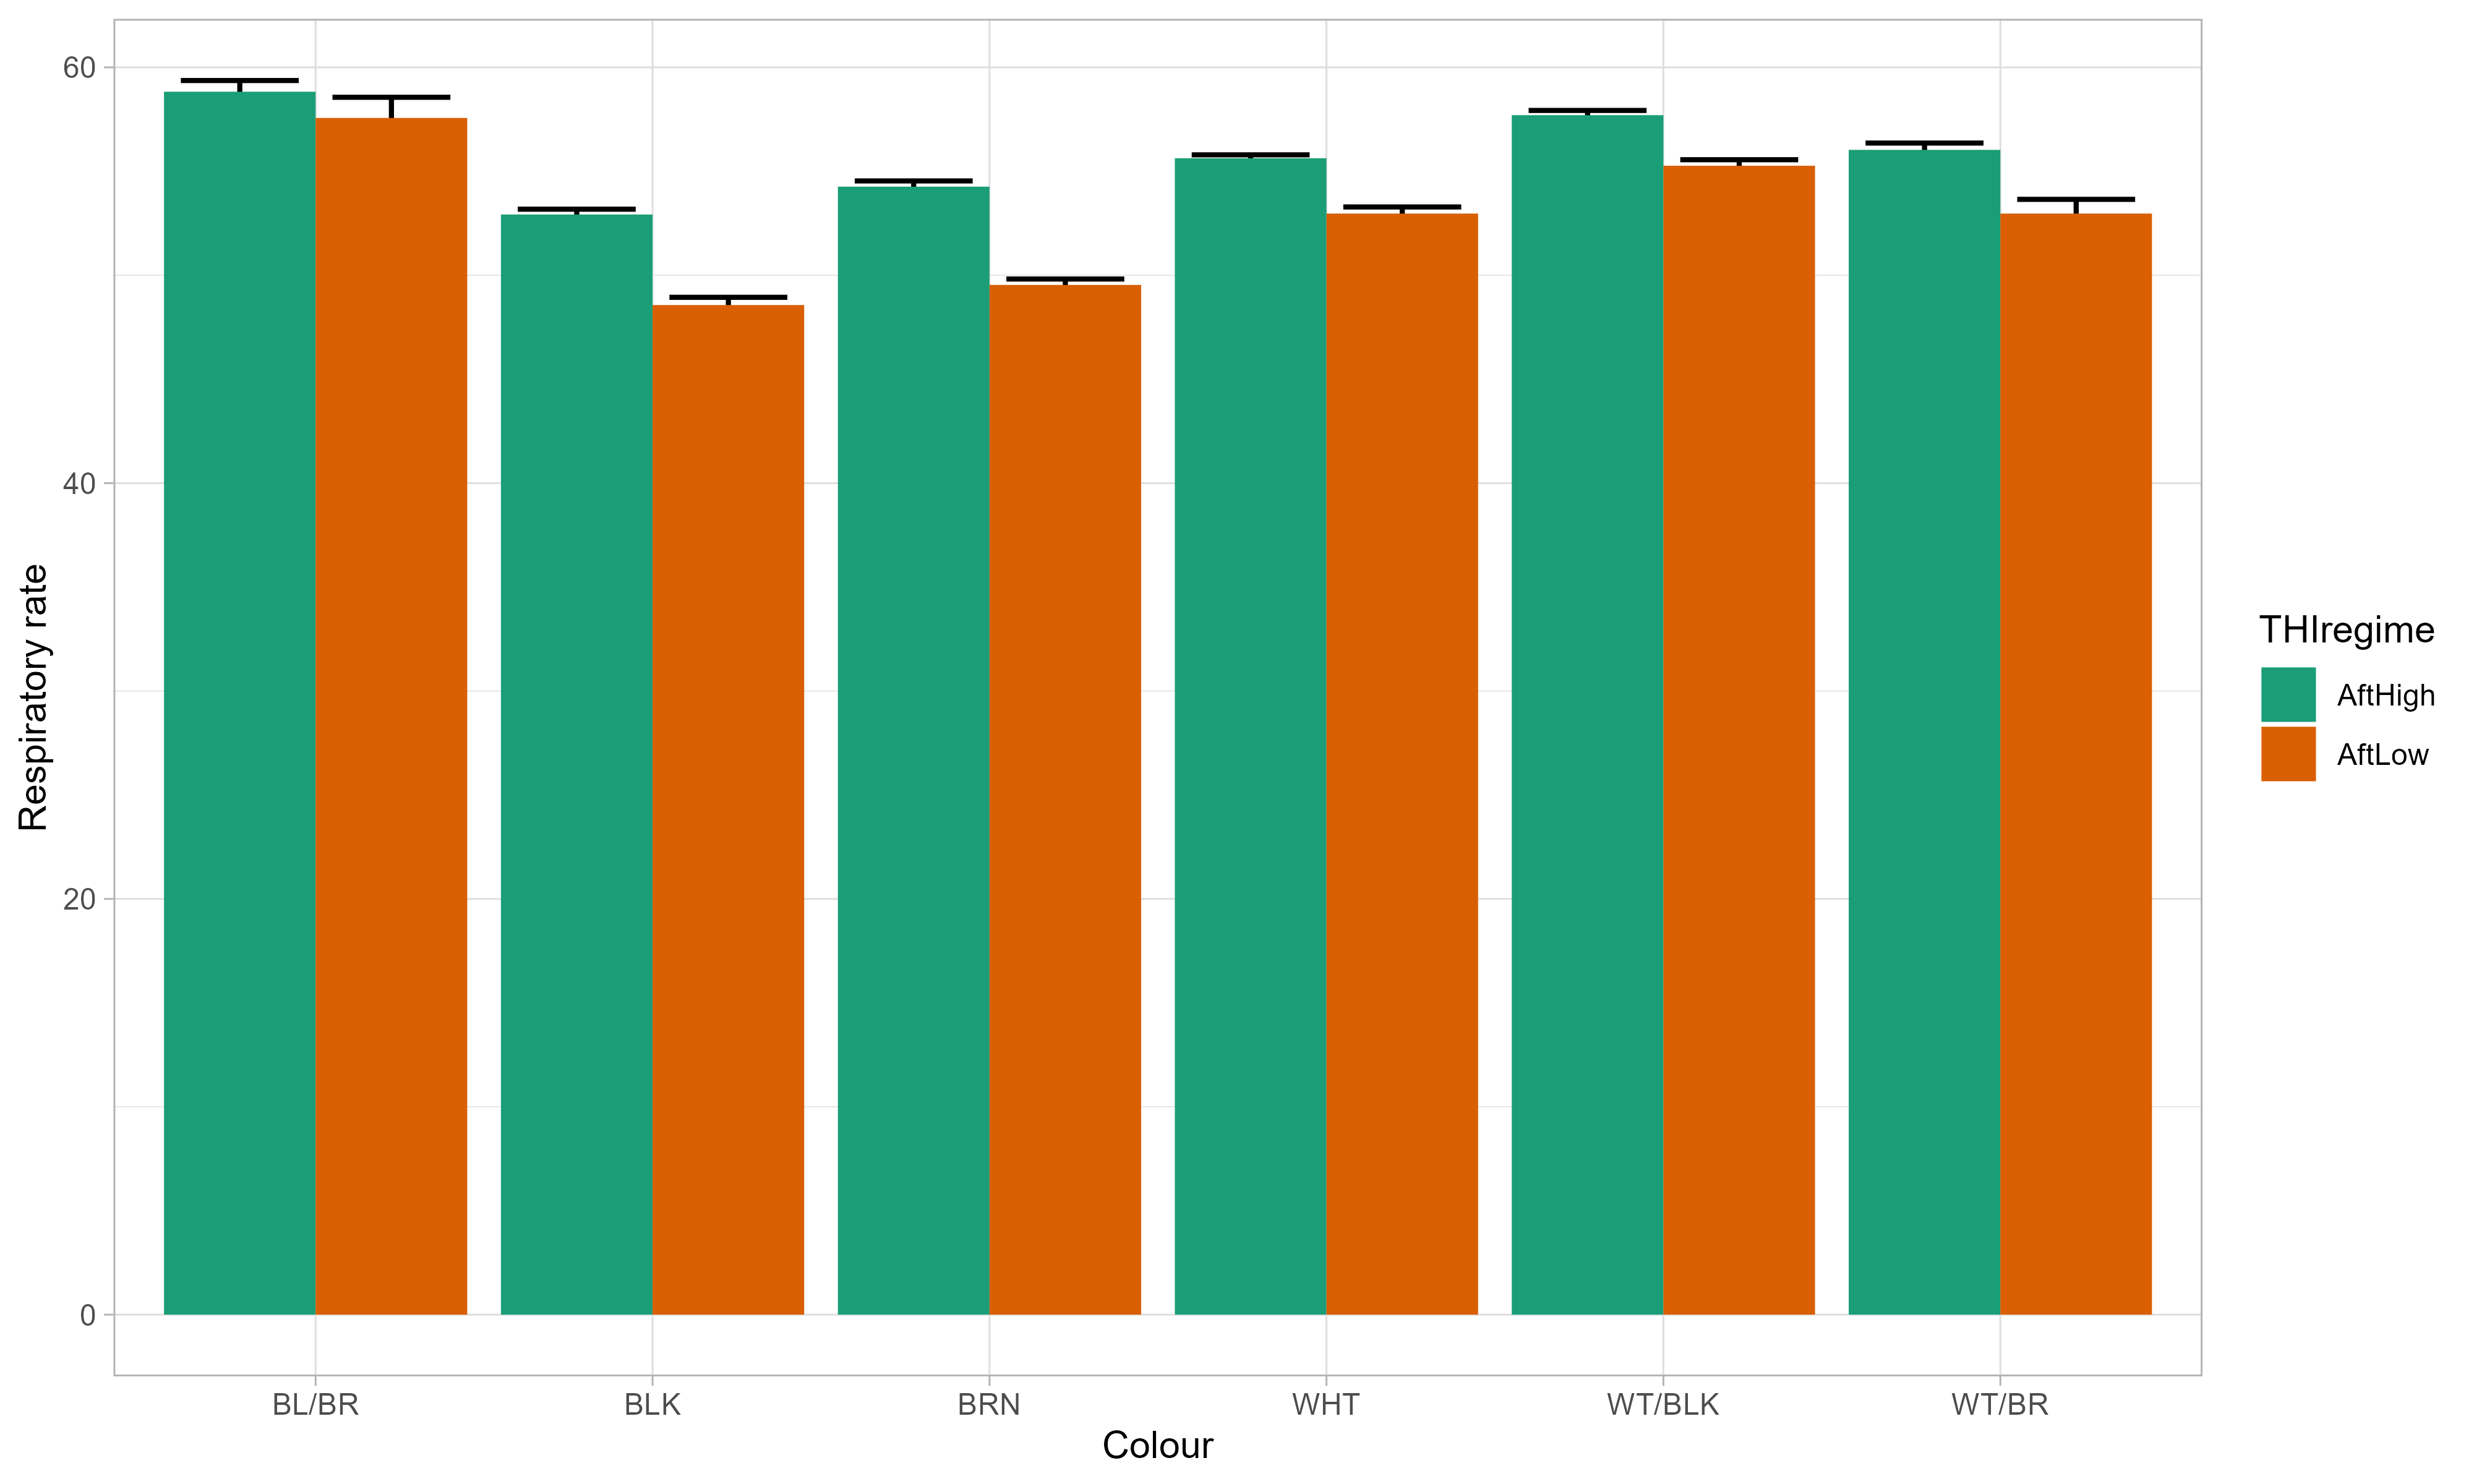 60
40
20
0
Respiratory rate
BL/BR BLK BRN WHT WT/BLK WT/BR
Colour
THIregime
AftHigh
AftLow